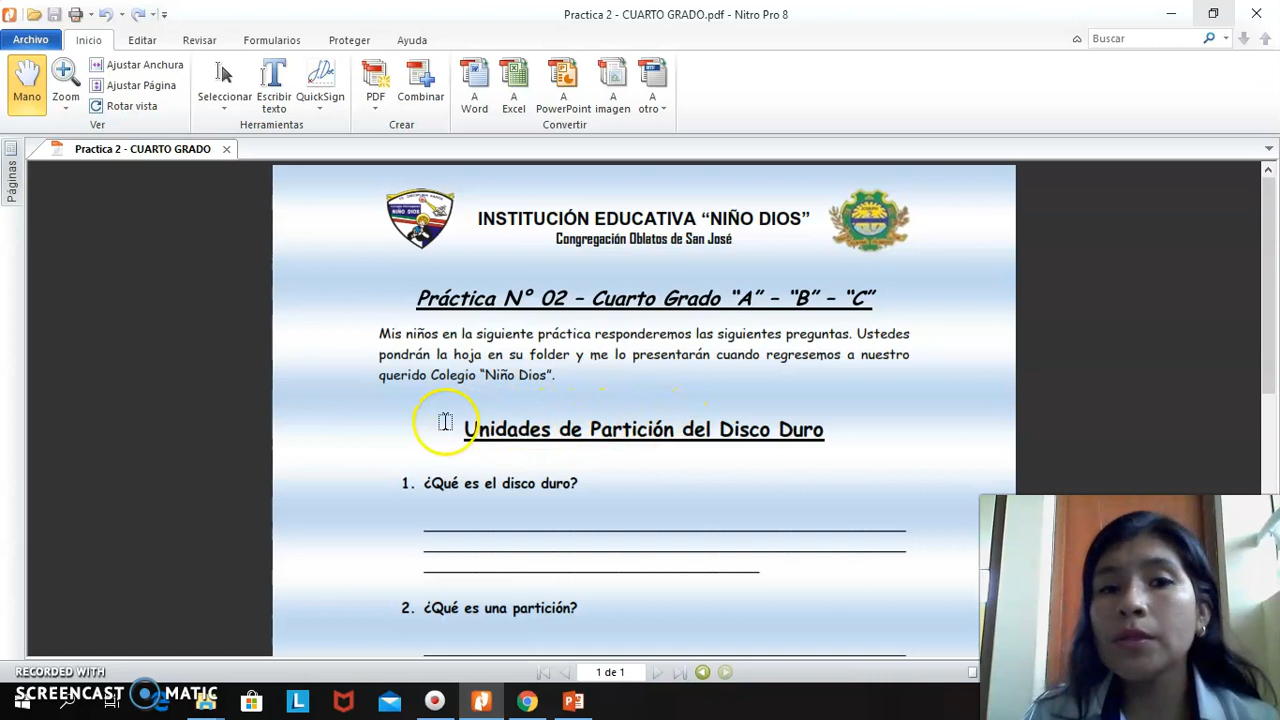 Practica 2 - CUARTO GRADO.pdf - Nitro Pro 8
Archivo Inicio Editar Revisar Formularios Proteger Ayuda Buscar
Mano
Zoom
Ajustar Anchura
Ajustar Página
Rotar vista
Ver
Seleccionar
Escribir texto
QuickSign
Herramientas
PDF
Combinar
Crear
A Word
A Excel
A PowerPoint
A imagen
A otro
Convertir
Practica 2 - CUARTO GRADO
Páginas
NIÑO DIOS
INSTITUCIÓN EDUCATIVA “NIÑO DIOS”
Congregación Oblatos de San José
Práctica N° 02 – Cuarto Grado “A” – “B” – “C”
Mis niños en la siguiente práctica responderemos las siguientes preguntas. Ustedes
pondrán la hoja en su folder y me lo presentarán cuando regresemos a nuestro
querido Colegio “Niño Dios”.
Unidades de Partición del Disco Duro
1. ¿Qué es el disco duro?
2. ¿Qué es una partición?
1 de 1
RECORDED WITH
SCREENCAST MATIC